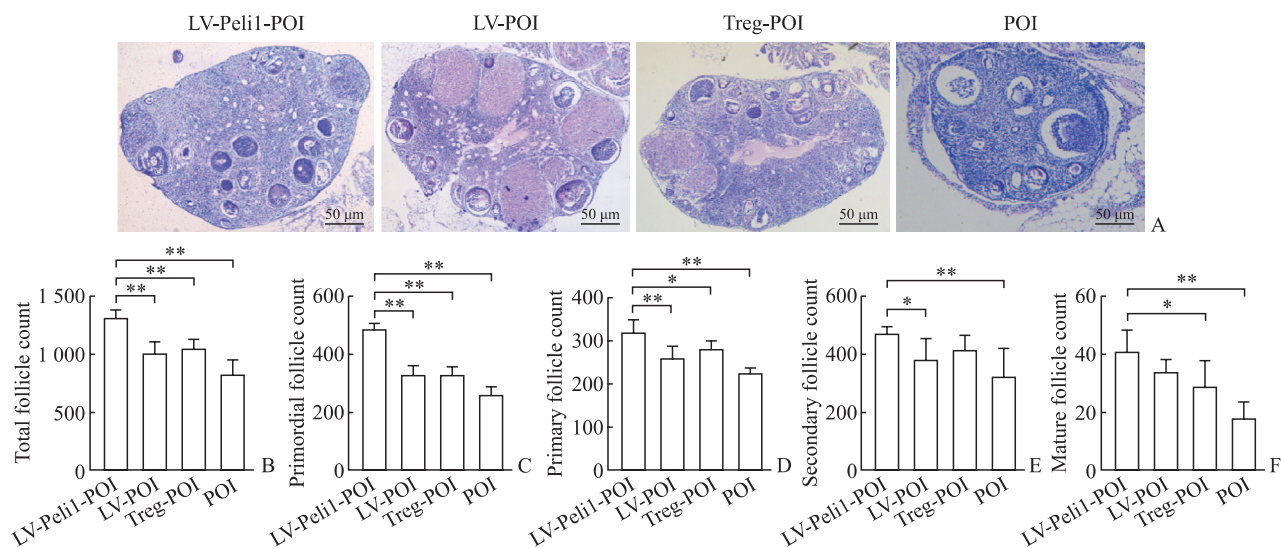 LV-Peli1-POI
LV-POI
Treg-POI
POI
50 μm
50 μm
50 μm
50 μm
A
Total follicle count
1 500
1 000
500
0
**
**
**
LV-Peli1-POI
LV-POI
Treg-POI
POI
B
Primordial follicle count
600
400
200
0
**
**
**
LV-Peli1-POI
LV-POI
Treg-POI
POI
C
Primary follicle count
400
300
200
100
0
**
*
**
LV-Peli1-POI
LV-POI
Treg-POI
POI
D
Secondary follicle count
600
400
200
0
**
*
LV-Peli1-POI
LV-POI
Treg-POI
POI
E
Mature follicle count
60
40
20
0
**
*
LV-Peli1-POI
LV-POI
Treg-POI
POI
F